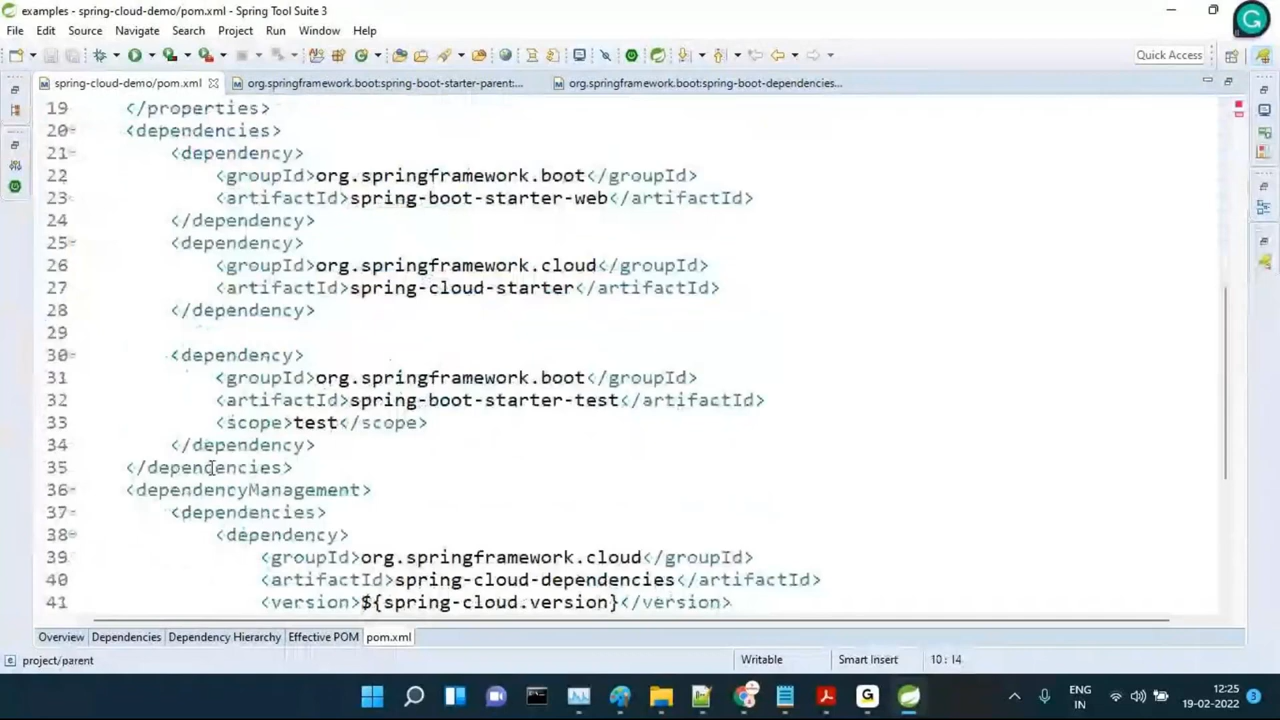 examples - spring-cloud-demo/pom.xml - Spring Tool Suite 3
File Edit Source Navigate Search Project Run Window Help
Quick Access
spring-cloud-demo/pom.xml org.springframework.boot:spring-boot-starter-parent:... org.springframework.boot:spring-boot-dependencies...
19 </properties>
20 <dependencies>
21 <dependency>
22 <groupId>org.springframework.boot</groupId>
23 <artifactId>spring-boot-starter-web</artifactId>
24 </dependency>
25 <dependency>
26 <groupId>org.springframework.cloud</groupId>
27 <artifactId>spring-cloud-starter</artifactId>
28 </dependency>
29
30 <dependency>
31 <groupId>org.springframework.boot</groupId>
32 <artifactId>spring-boot-starter-test</artifactId>
33 <scope>test</scope>
34 </dependency>
35 </dependencies>
36 <dependencyManagement>
37 <dependencies>
38 <dependency>
39 <groupId>org.springframework.cloud</groupId>
40 <artifactId>spring-cloud-dependencies</artifactId>
41 <version>${spring-cloud.version}</version>
Overview Dependencies Dependency Hierarchy Effective POM pom.xml
project/parent Writable Smart Insert 10 : 14
ENG 12:25
IN 19-02-2022 3